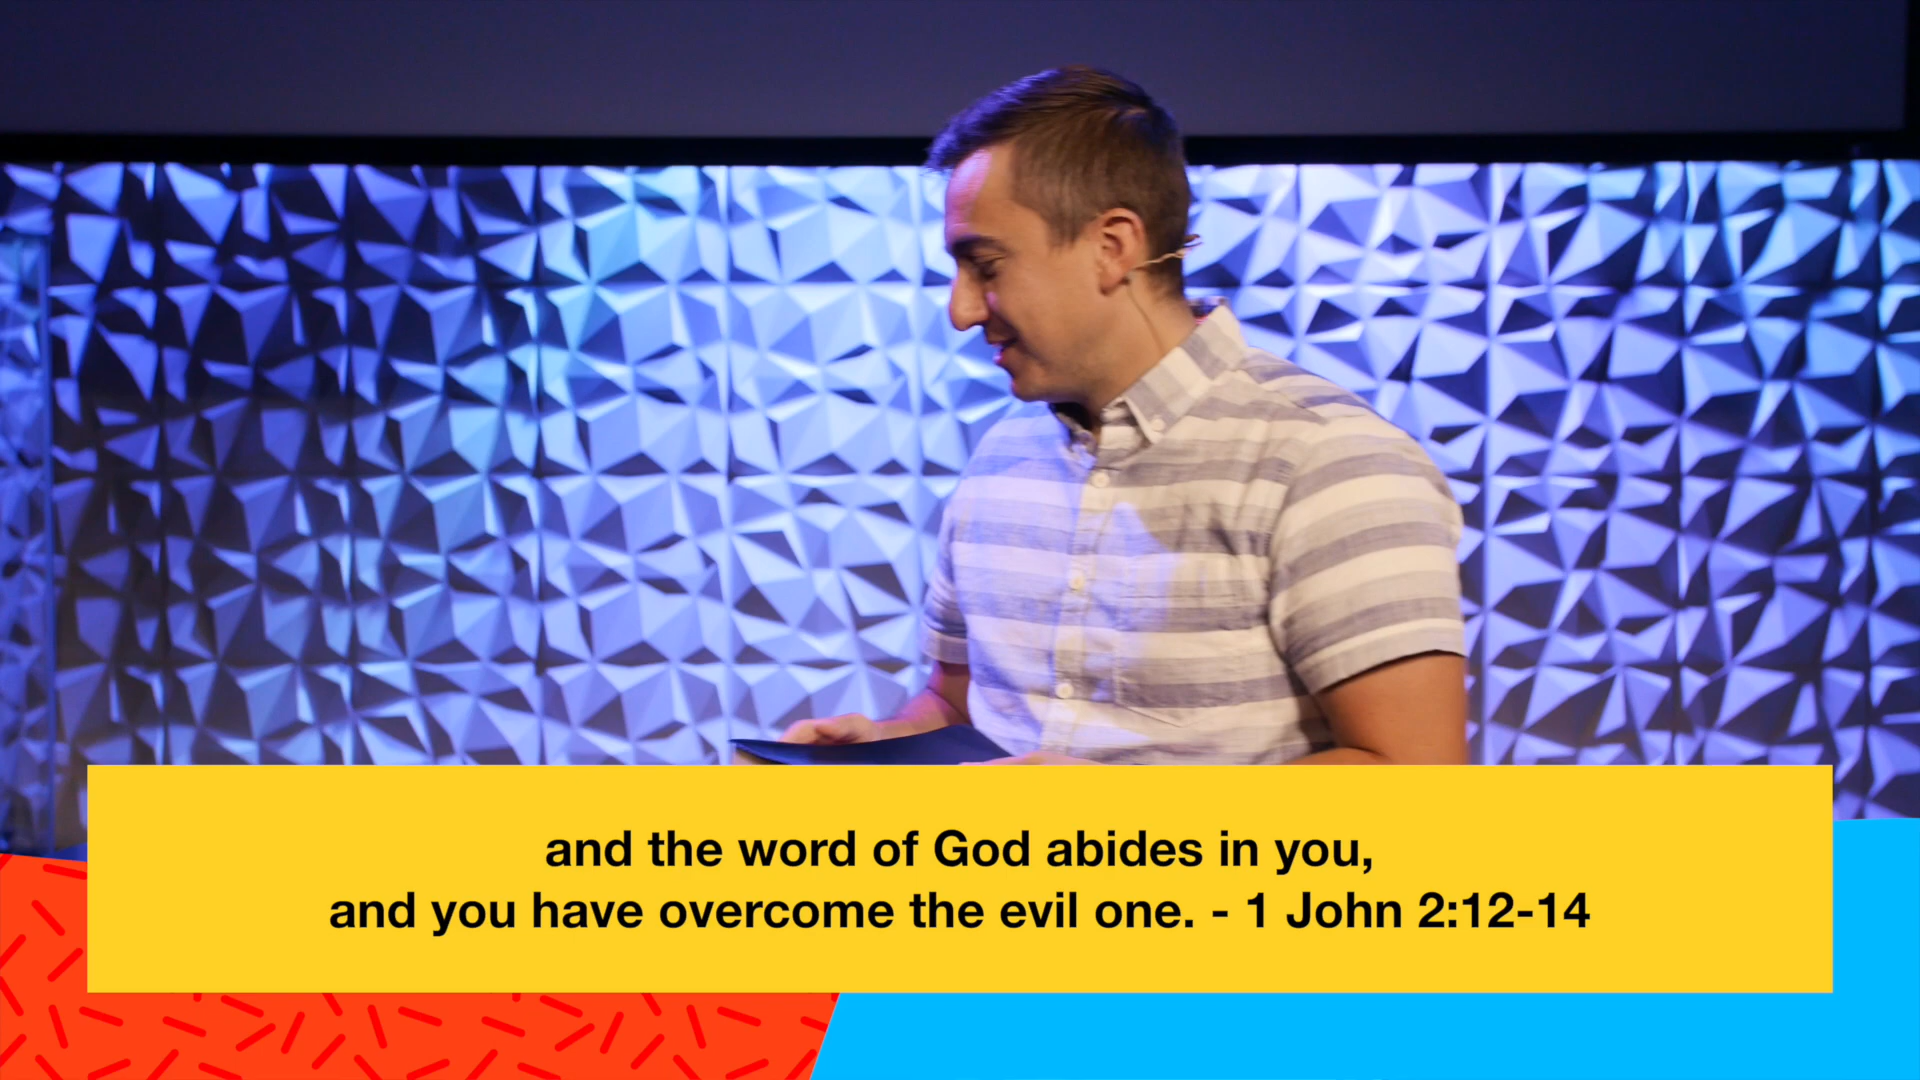 and the word of God abides in you,
and you have overcome the evil one. - 1 John 2:12-14